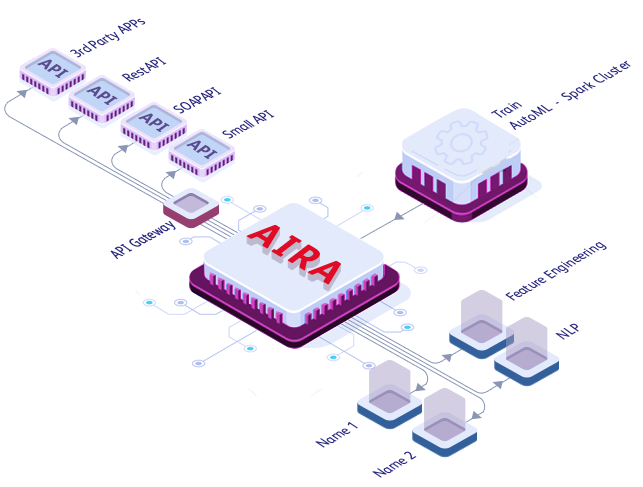 3rd Party APPs
API
RestAPI
API
SOAPAPI
API
Small API
API
Train
AutoML - Spark Cluster
API Gateway
AIRA
Feature Engineering
NLP
Name 1
Name 2